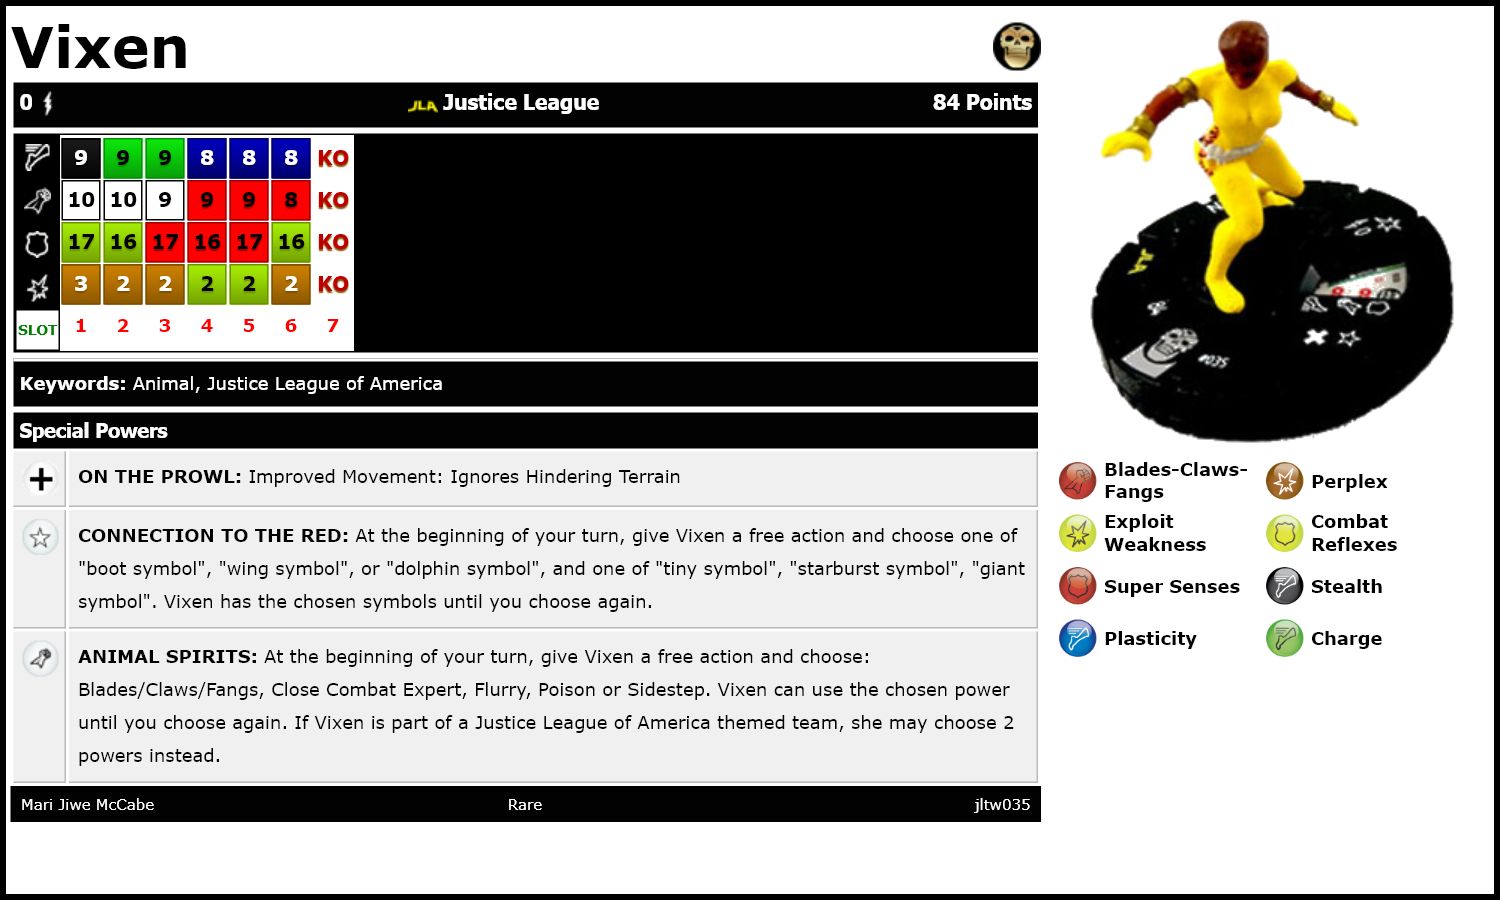 Vixen
0 JLA Justice League 84 Points
9 9 9 8 8 8 KO
10 10 9 9 9 8 KO
17 16 17 16 17 16 KO
3 2 2 2 2 2 KO
SLOT 1 2 3 4 5 6 7
Keywords: Animal, Justice League of America
Special Powers
ON THE PROWL: Improved Movement: Ignores Hindering Terrain
CONNECTION TO THE RED: At the beginning of your turn, give Vixen a free action and choose one of
"boot symbol", "wing symbol", or "dolphin symbol", and one of "tiny symbol", "starburst symbol", "giant
symbol". Vixen has the chosen symbols until you choose again.
ANIMAL SPIRITS: At the beginning of your turn, give Vixen a free action and choose:
Blades/Claws/Fangs, Close Combat Expert, Flurry, Poison or Sidestep. Vixen can use the chosen power
until you choose again. If Vixen is part of a Justice League of America themed team, she may choose 2
powers instead.
Mari Jiwe McCabe Rare jltw035
JLA
#035
Blades-Claws-
Fangs
Perplex
Exploit
Weakness
Combat
Reflexes
Super Senses
Stealth
Plasticity
Charge